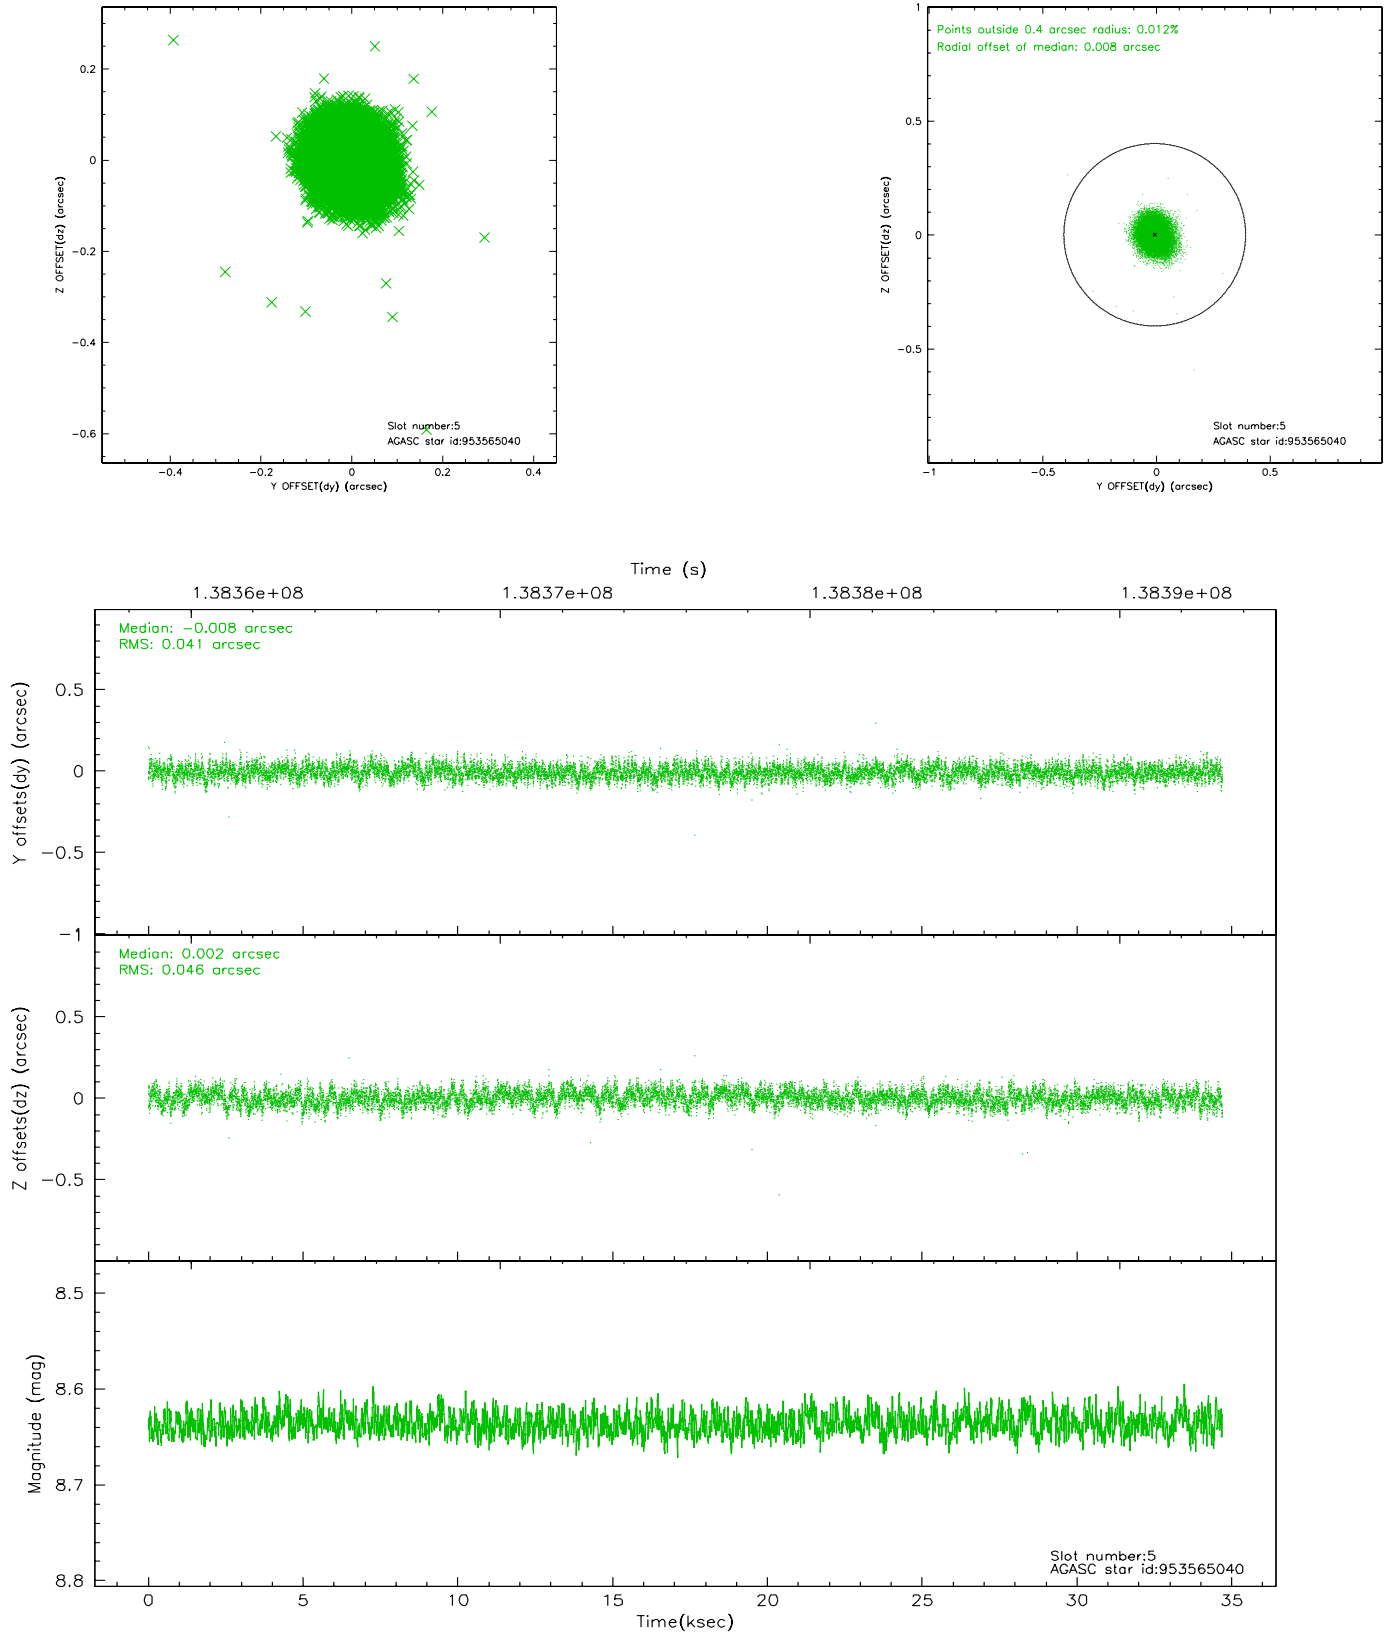 0.2
0
−0.2
−0.4
−0.6
Z OFFSET(dz) (arcsec)
Slot number:5
AGASC star id:953565040
−0.4
−0.2
0
0.2
0.4
Y OFFSET(dy) (arcsec)
1
0.5
0
−0.5
Z OFFSET(dz) (arcsec)
Points outside 0.4 arcsec radius: 0.012%
Radial offset of median: 0.008 arcsec
Slot number:5
AGASC star id:953565040
−1
−0.5
0
0.5
Y OFFSET(dy) (arcsec)
Time (s)
1.3836e+08
1.3837e+08
1.3838e+08
1.3839e+08
Median: −0.008 arcsec
RMS: 0.041 arcsec
0.5
0
−0.5
−1
Y offsets(dy) (arcsec)
Median: 0.002 arcsec
RMS: 0.046 arcsec
0.5
0
−0.5
Z offsets(dz) (arcsec)
8.5
8.6
8.7
8.8
Magnitude (mag)
Slot number:5
AGASC star id:953565040
0
5
10
15
20
25
30
35
Time(ksec)